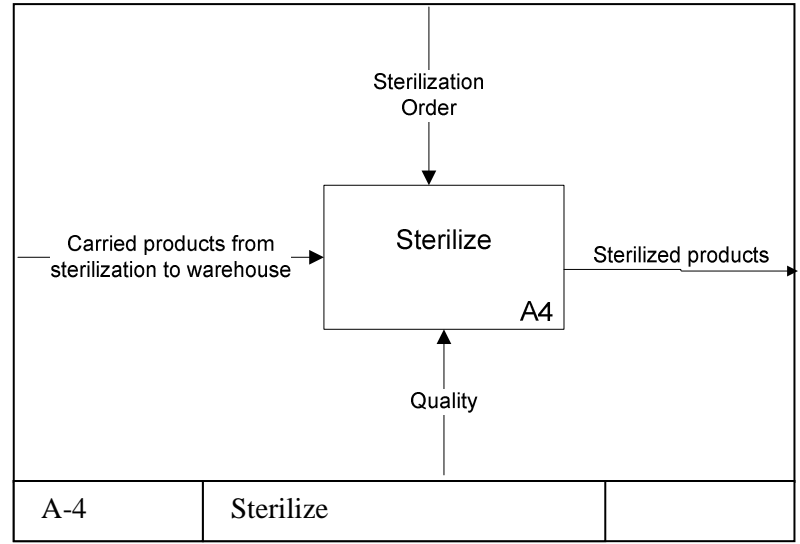 Sterilization
Order
Carried products from
sterilization to warehouse
Sterilize
Sterilized products
A4
Quality
A-4
Sterilize